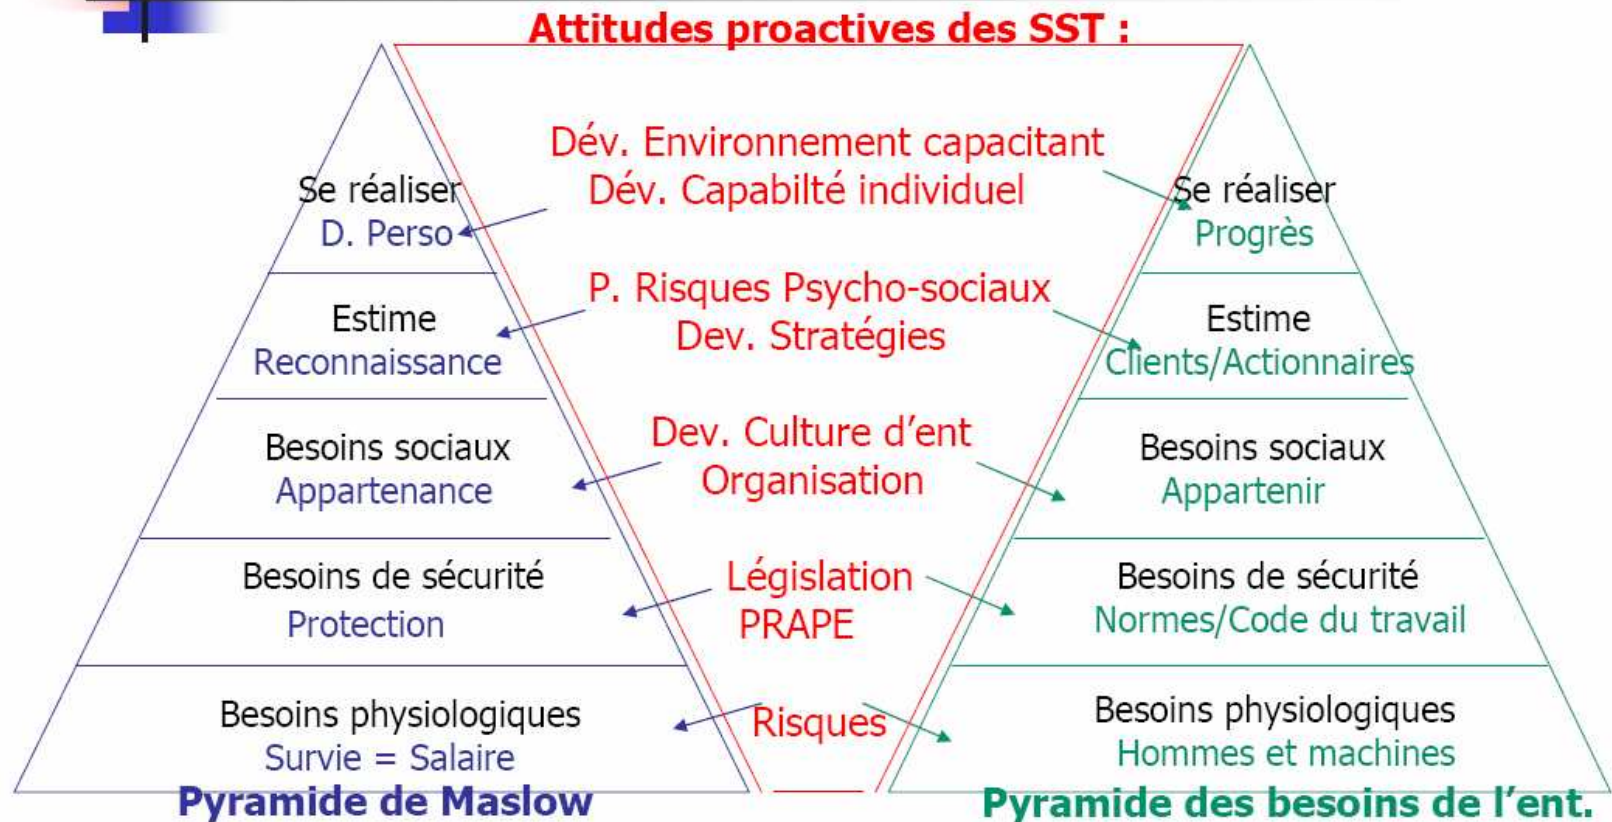 Attitudes proactives des SST :
Se réaliser
D. Perso
Estime
Reconnaissance
Besoins sociaux
Appartenance
Besoins de sécurité
Protection
Besoins physiologiques
Survie = Salaire
Pyramide de Maslow
Dév. Environnement capacitant
Dév. Capabilté individuel
P. Risques Psycho-sociaux
Dev. Stratégies
Dev. Culture d’ent
Organisation
Législation
PRAPE
Risques
Se réaliser
Progrès
Estime
Clients/Actionnaires
Besoins sociaux
Appartenir
Besoins de sécurité
Normes/Code du travail
Besoins physiologiques
Hommes et machines
Pyramide des besoins de l’ent.